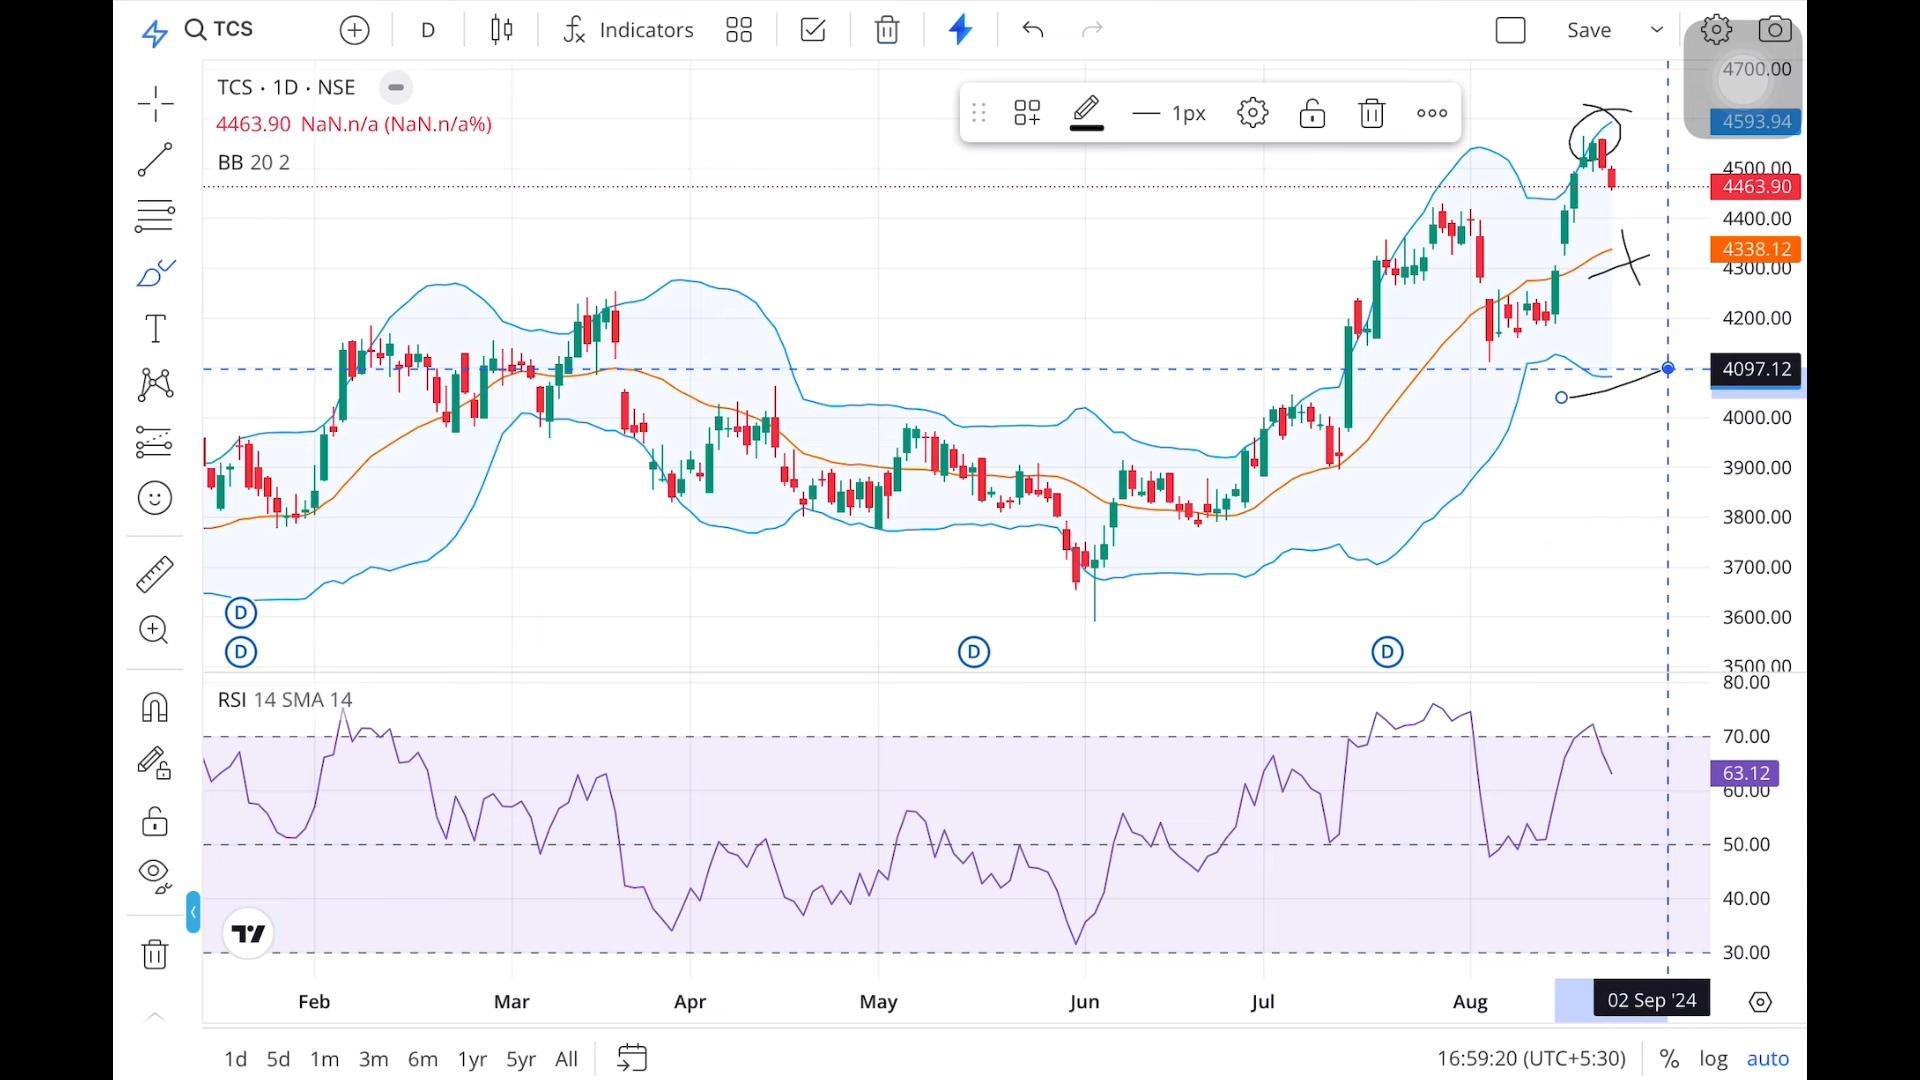 TCS D Indicators Save
TCS · 1D · NSE
4463.90 NaN.n/a (NaN.n/a%)
BB 20 2
1px
4700.00
4593.94
4500.00
4463.90
4400.00
4338.12
4300.00
4200.00
4097.12
4000.00
3900.00
3800.00
3700.00
3600.00
3500.00
D
D
D
D
RSI 14 SMA 14
80.00
70.00
63.12
60.00
50.00
40.00
30.00
Feb Mar Apr May Jun Jul Aug 02 Sep '24
1d 5d 1m 3m 6m 1yr 5yr All 16:59:20 (UTC+5:30) % log auto